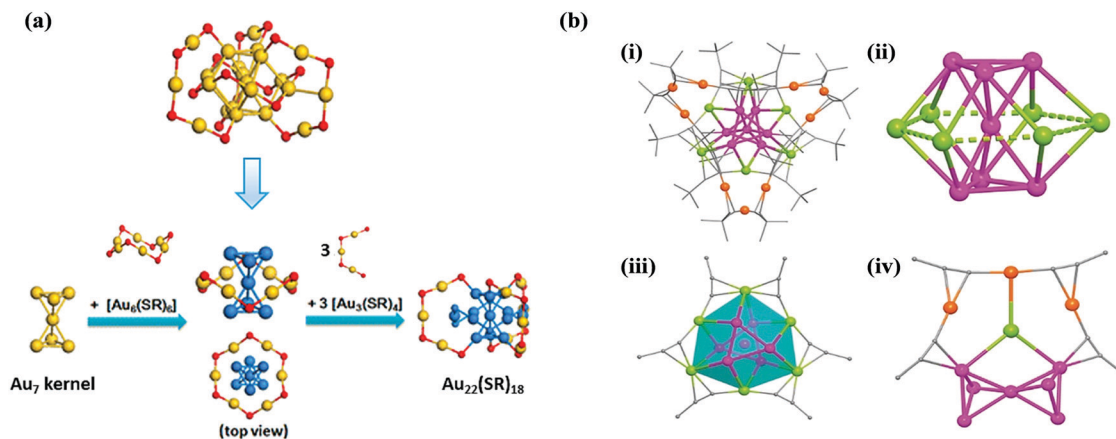 (a)
(b)
(i)
(ii)
3
+ [Au₆(SR)₆]
+ 3 [Au₃(SR)₄]
Au₇ kernel
(top view)
Au₂₂(SR)₁₈
(iii)
(iv)